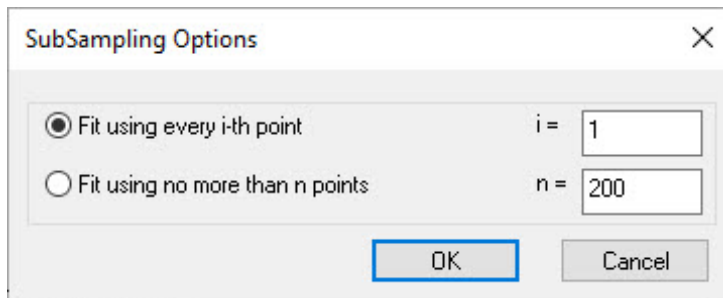 SubSampling Options
Fit using every i-th point i = 1
Fit using no more than n points n = 200
OK Cancel